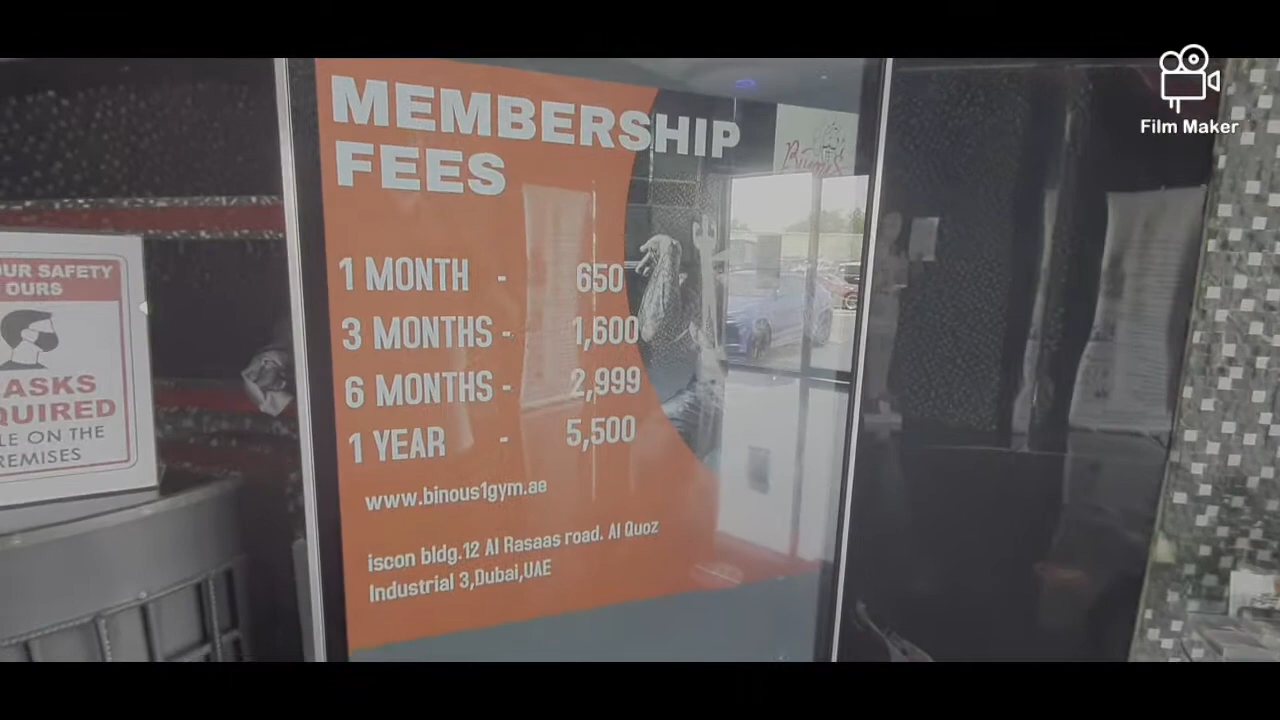 Film Maker
MEMBERSHIP
FEES
1 MONTH - 650
3 MONTHS - 1,600
6 MONTHS - 2,999
1 YEAR - 5,500
www.binous1gym.ae
iscon bldg.12 Al Rasaas road. Al Quoz
Industrial 3,Dubai,UAE
OUR SAFETY
OURS
ASKS
QUIRED
LE ON THE
REMISES